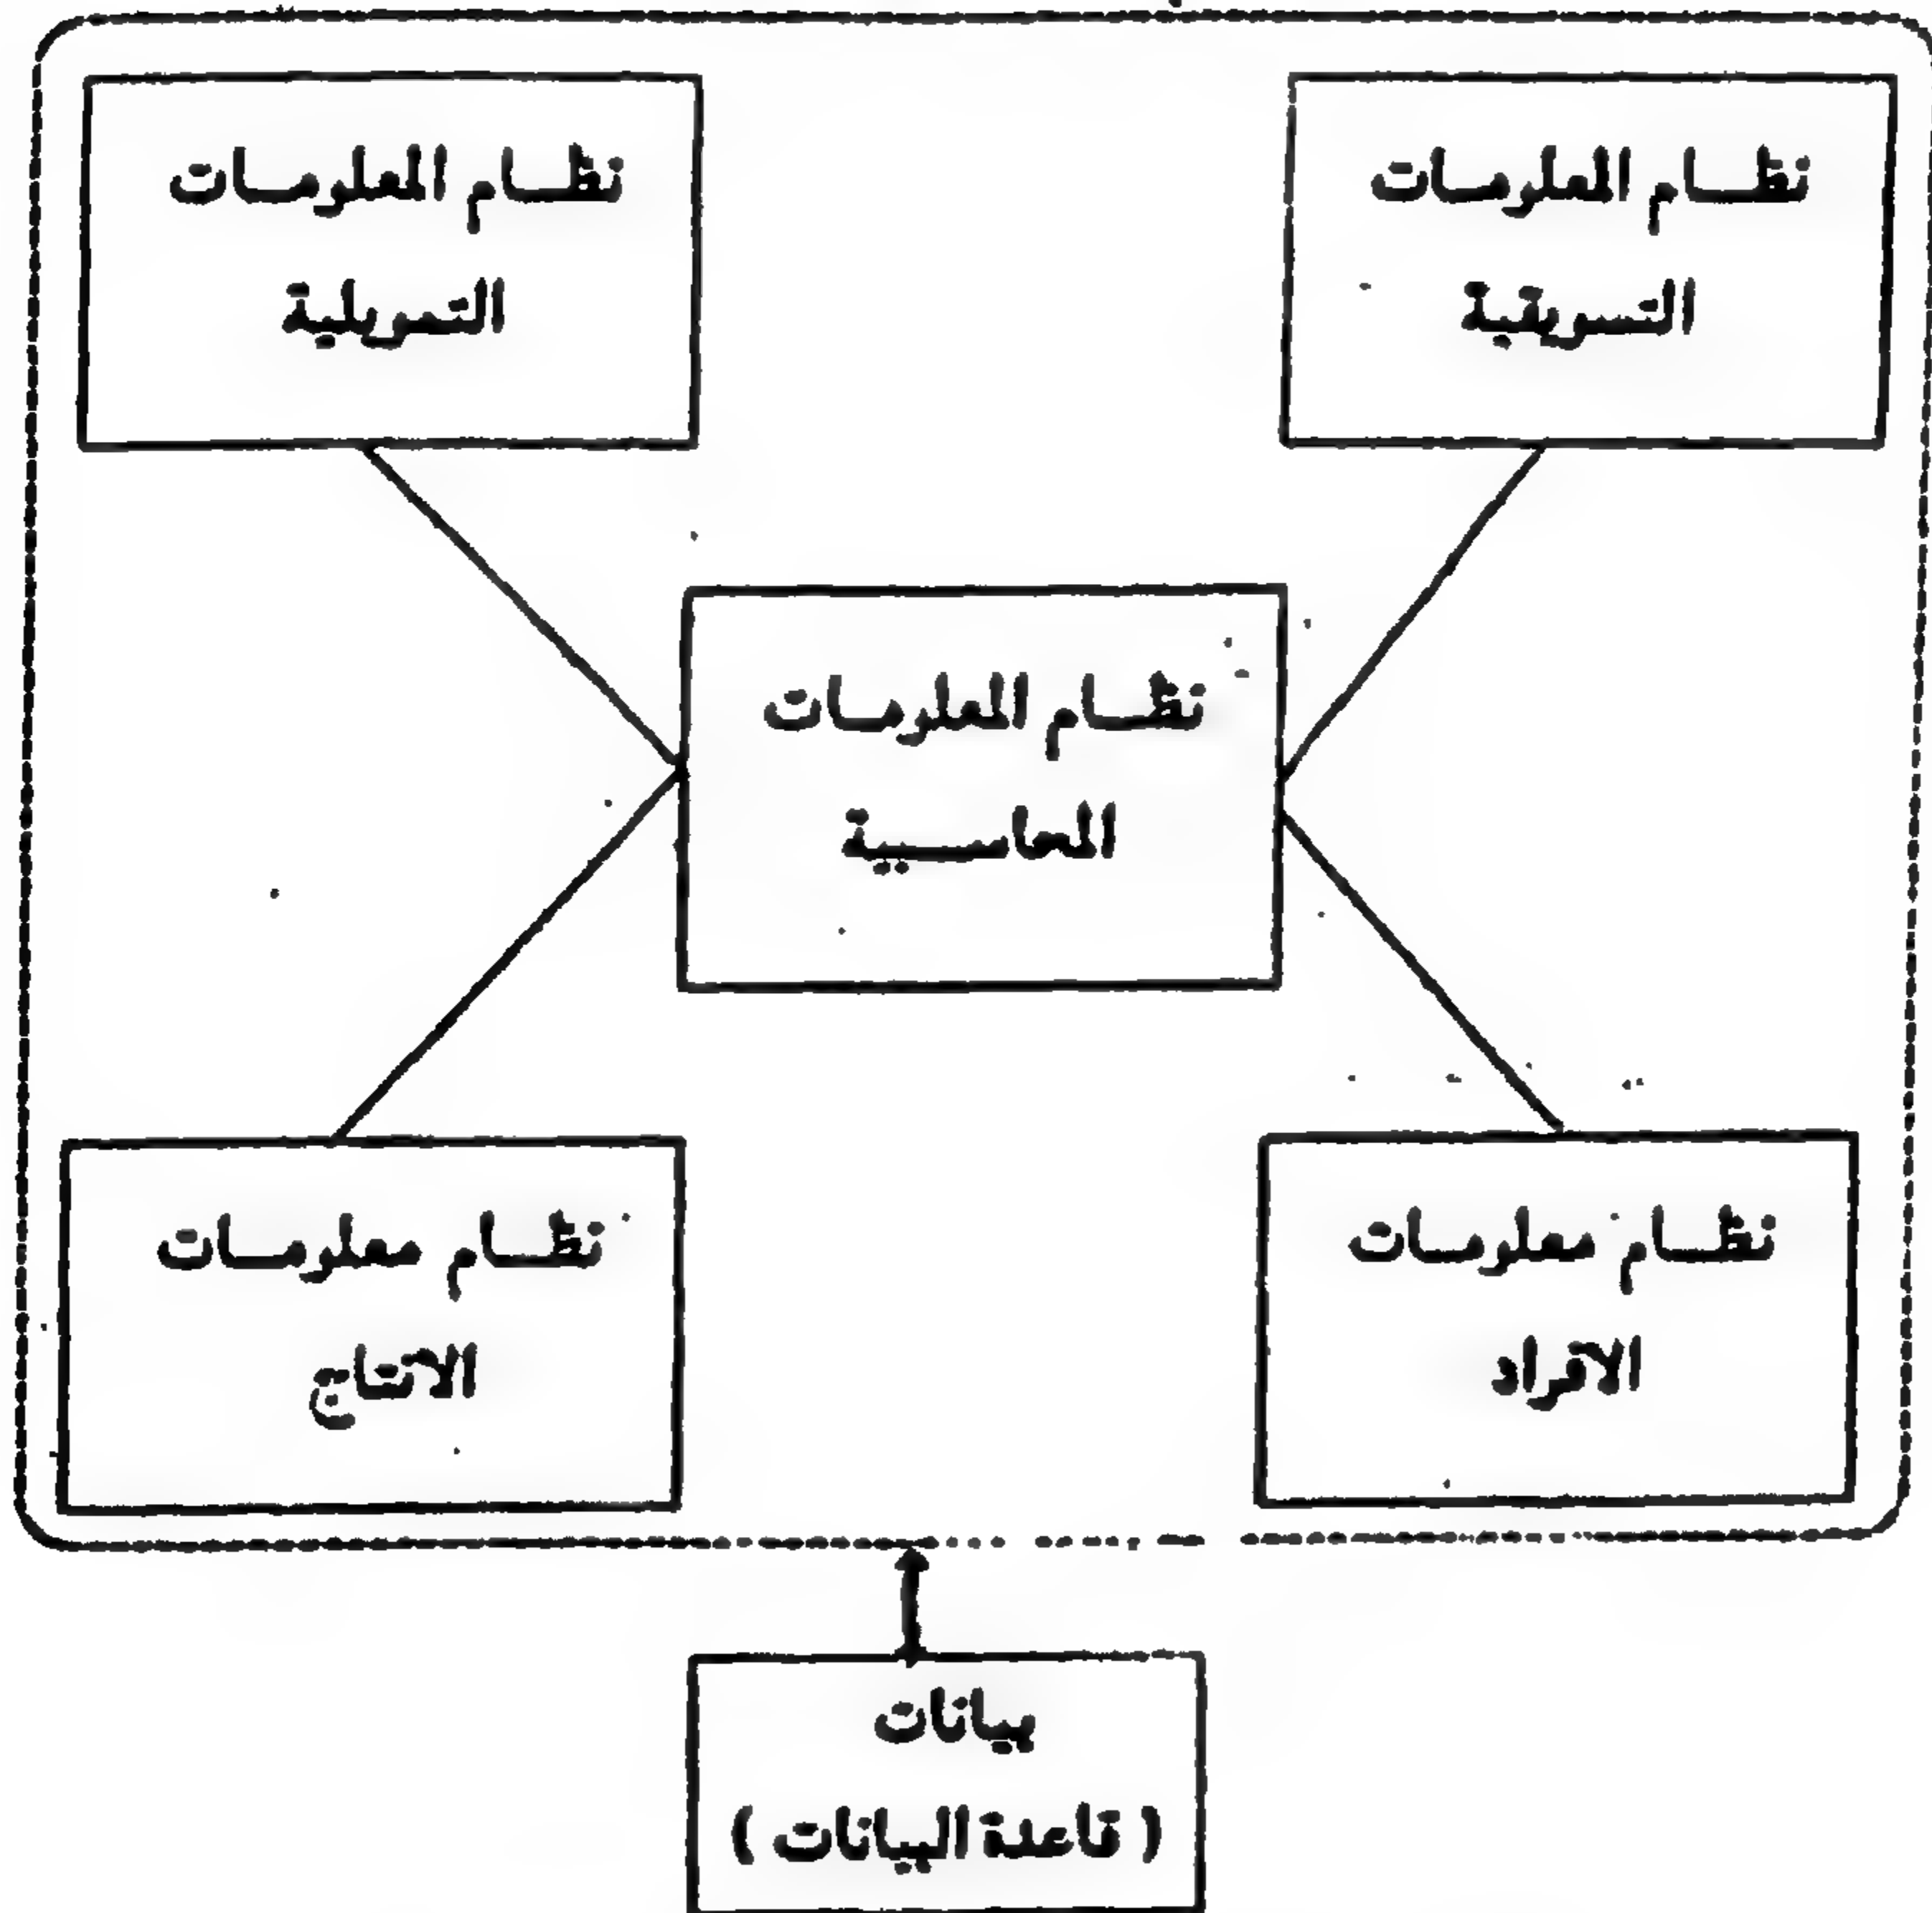 نظام المعلومات
التسويقية
نظام المعلومات
التمويلية
نظام المعلومات
المحاسبية
نظام معلومات
الافراد
نظام معلومات
الانتاج
بيانات
( قاعدة البيانات )